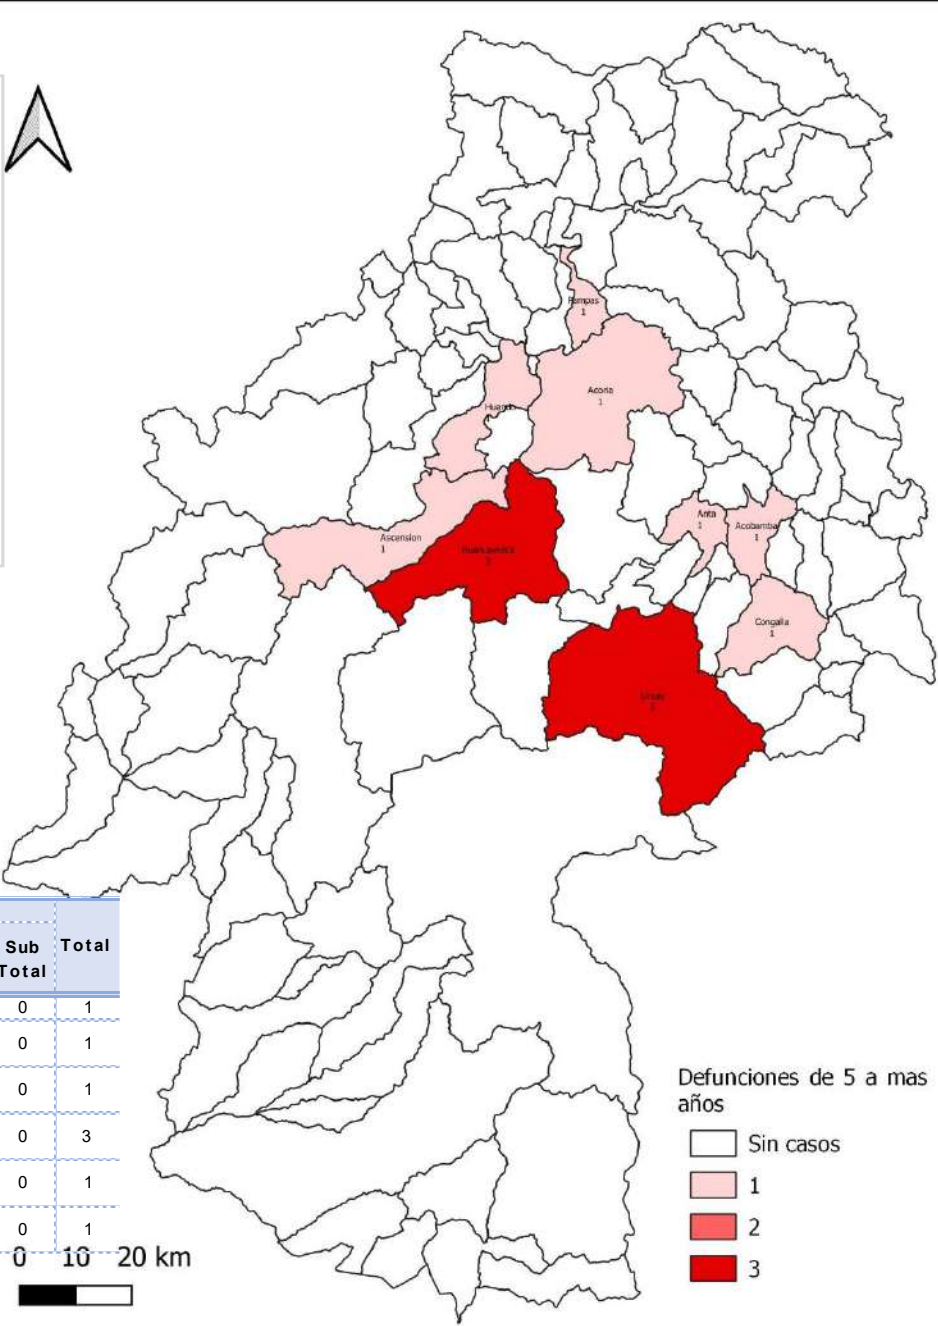 Pampas
1
Acoria
1
Huando
Ascension
1
Huancavelica
3
Anta
1
Acobamba
1
Congalla
1
Lircay
3
Sub
Total
Total
0 1
0 1
0 1
0 3
0 1
0 1
0 10 20 km
Defunciones de 5 a mas
años
Sin casos
1
2
3